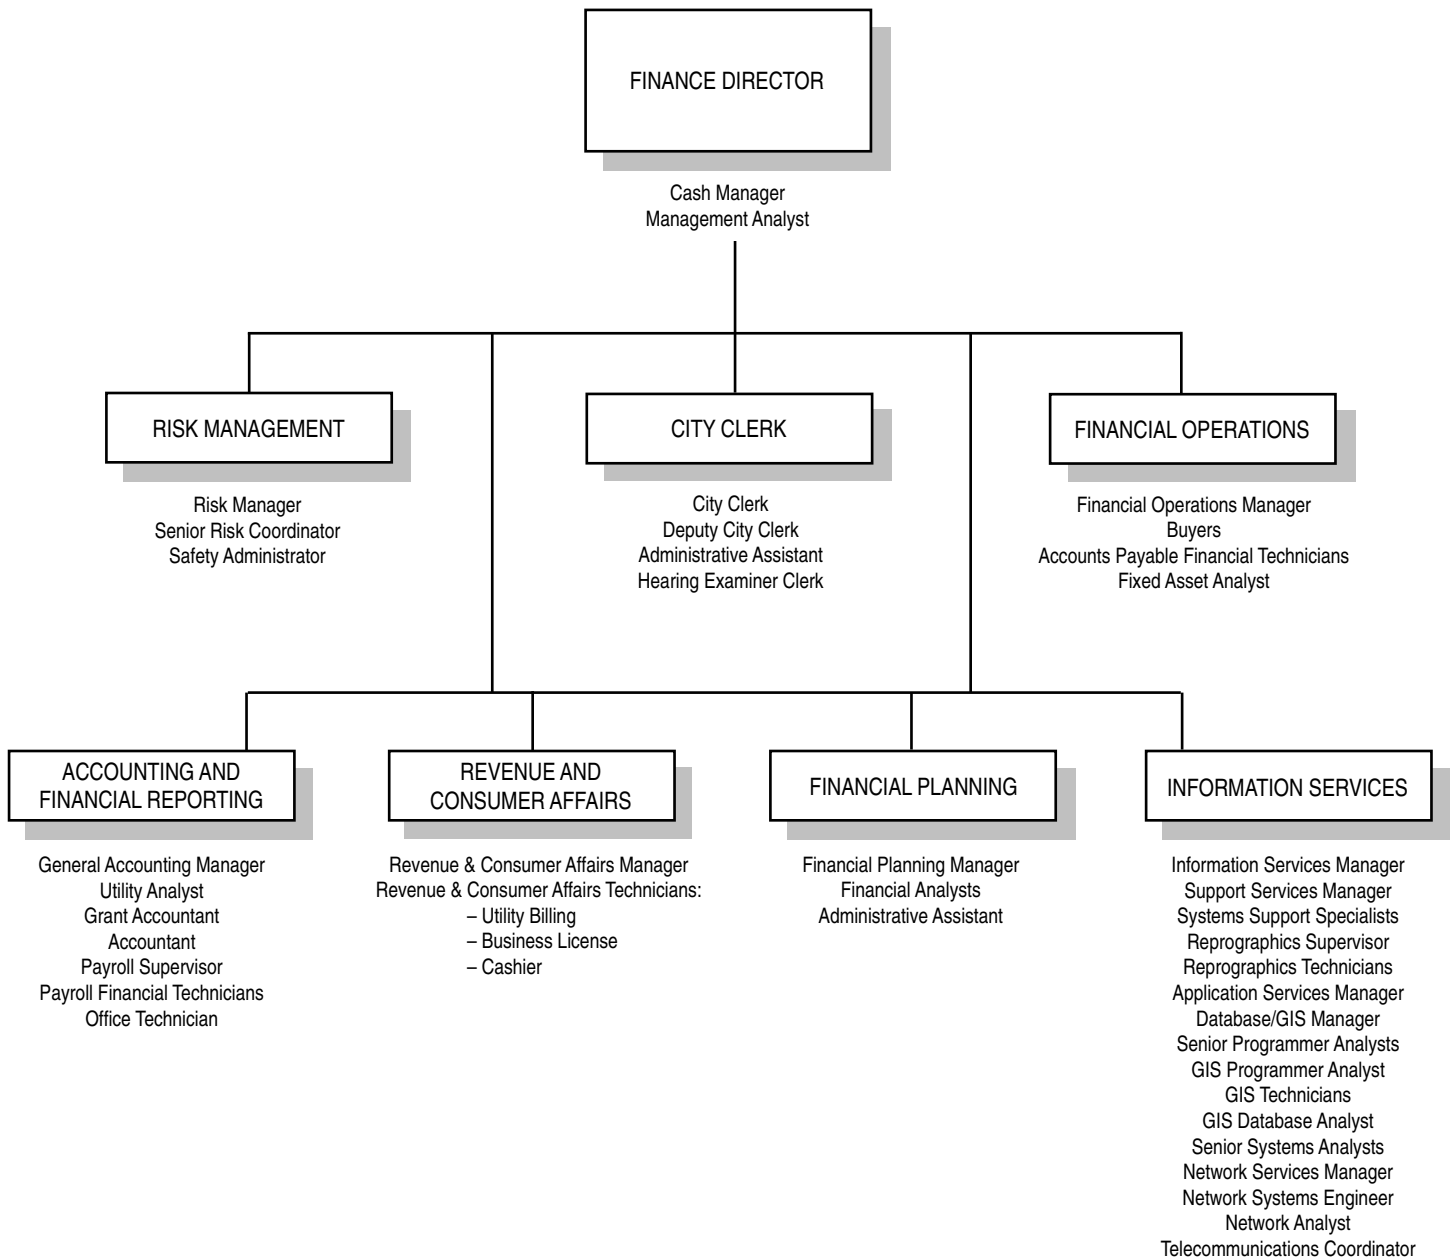 FINANCE DIRECTOR
Cash Manager
Management Analyst
RISK MANAGEMENT
Risk Manager
Senior Risk Coordinator
Safety Administrator
CITY CLERK
City Clerk
Deputy City Clerk
Administrative Assistant
Hearing Examiner Clerk
FINANCIAL OPERATIONS
Financial Operations Manager
Buyers
Accounts Payable Financial Technicians
Fixed Asset Analyst
ACCOUNTING AND
FINANCIAL REPORTING
General Accounting Manager
Utility Analyst
Grant Accountant
Accountant
Payroll Supervisor
Payroll Financial Technicians
Office Technician
REVENUE AND
CONSUMER AFFAIRS
Revenue & Consumer Affairs Manager
Revenue & Consumer Affairs Technicians:
– Utility Billing
– Business License
– Cashier
FINANCIAL PLANNING
Financial Planning Manager
Financial Analysts
Administrative Assistant
INFORMATION SERVICES
Information Services Manager
Support Services Manager
Systems Support Specialists
Reprographics Supervisor
Reprographics Technicians
Application Services Manager
Database/GIS Manager
Senior Programmer Analysts
GIS Programmer Analyst
GIS Technicians
GIS Database Analyst
Senior Systems Analysts
Network Services Manager
Network Systems Engineer
Network Analyst
Telecommunications Coordinator